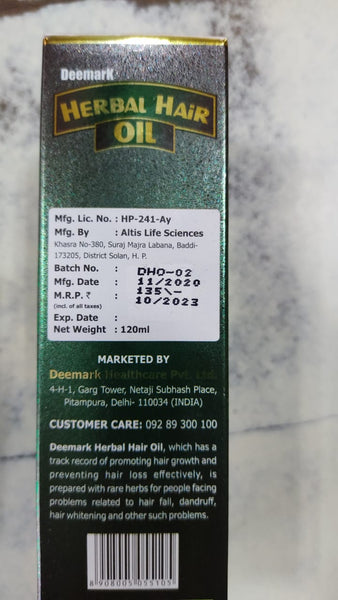 Deemark
HERBAL HAIR
OIL
Mfg. Lic. No. : HP-241-Ay
Mfg. By : Altis Life Sciences
Khasra No-380, Suraj Majra Labana, Baddi-
173205, District Solan, H. P.
Batch No. : DHO-02
Mfg. Date : 11/2020
M.R.P. ₹ : 135\-
(incl. of all taxes) 10/2023
Exp. Date :
Net Weight : 120ml
MARKETED BY
Deemark Healthcare Pvt. Ltd.
4-H-1, Garg Tower, Netaji Subhash Place,
Pitampura, Delhi- 110034 (INDIA)
CUSTOMER CARE: 092 89 300 100
Deemark Herbal Hair Oil, which has a
track record of promoting hair growth and
preventing hair loss effectively, is
prepared with rare herbs for people facing
problems related to hair fall, dandruff,
hair whitening and other such problems.
8 908005 055105